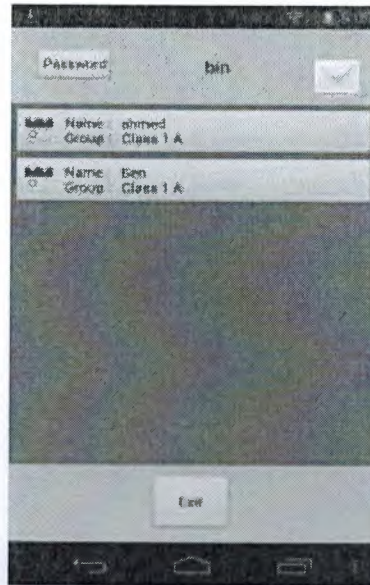 Password
bin
Name : ahmed
Group : Class 1 A
Name : Ben
Group : Class 1 A
Exit